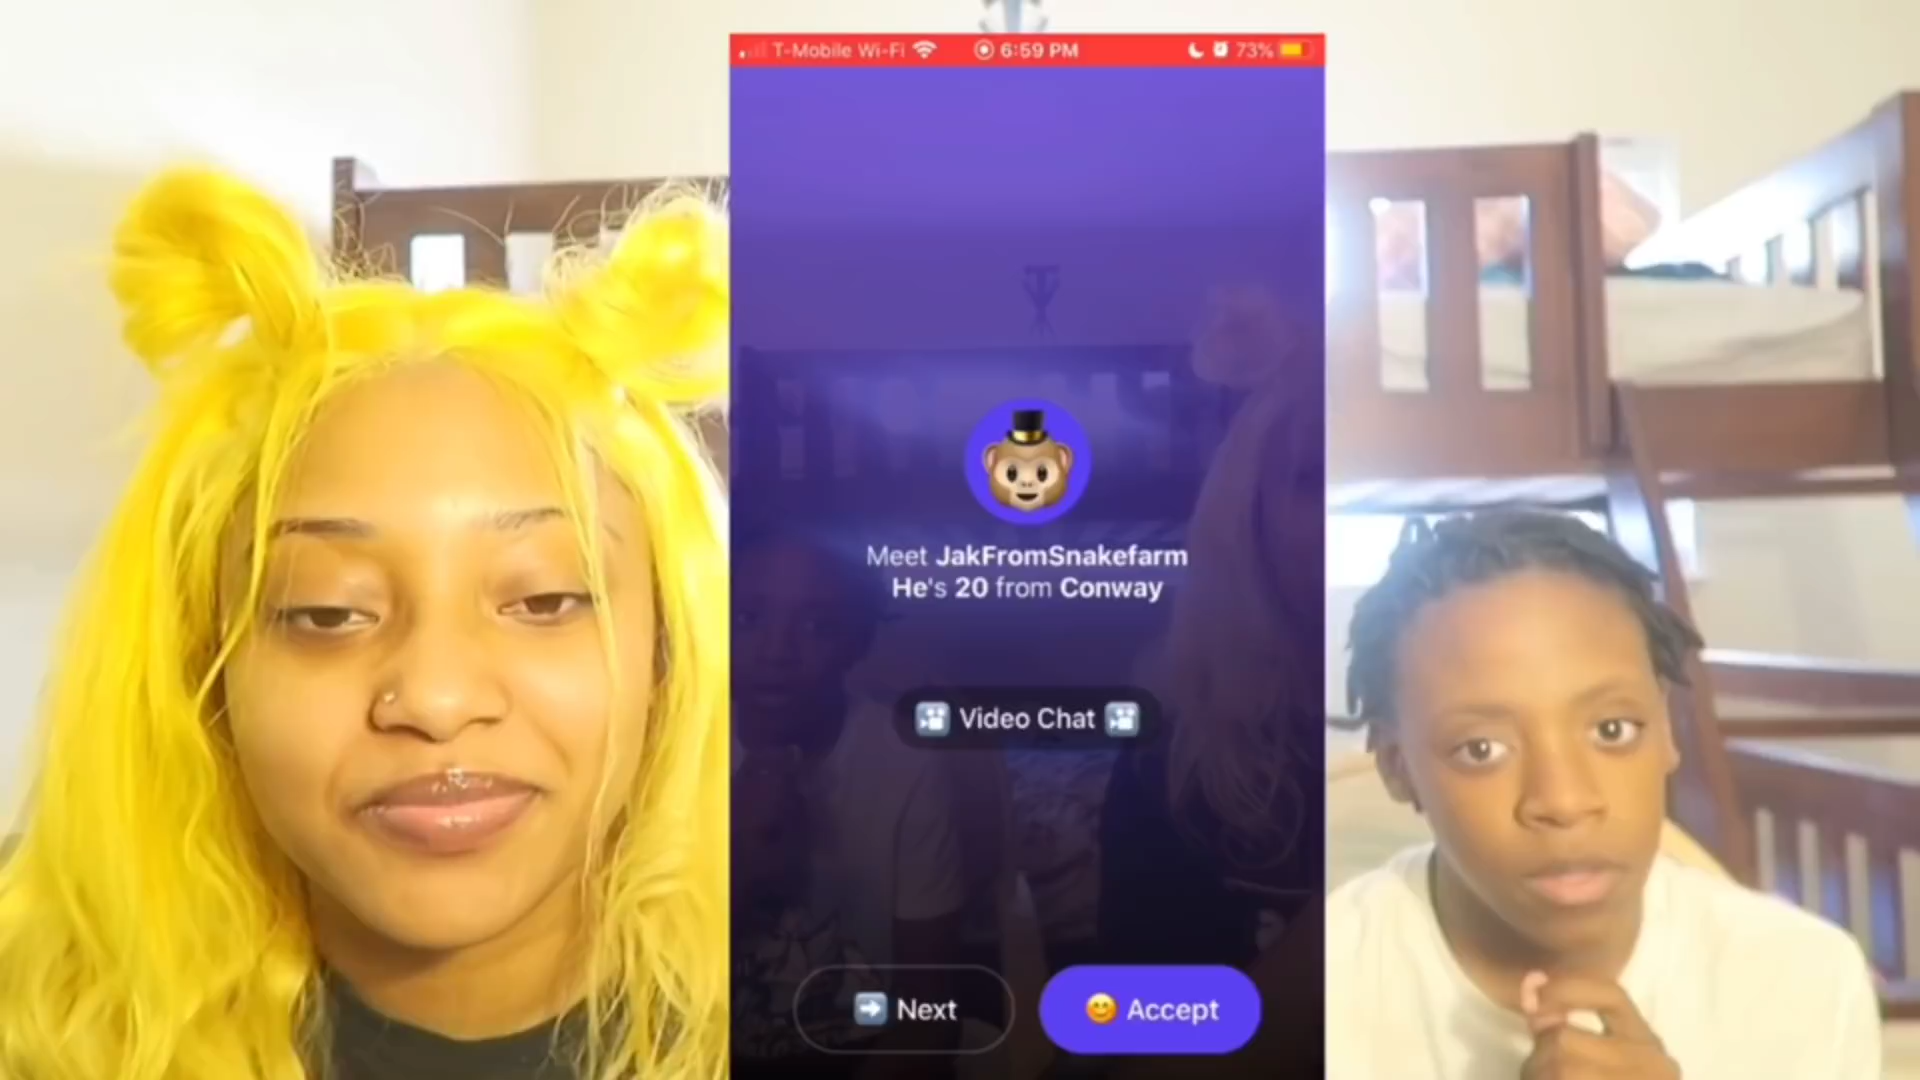 T-Mobile Wi-Fi 6:59 PM 73%
Meet JakFromSnakefarm
He's 20 from Conway
Video Chat
Next
Accept